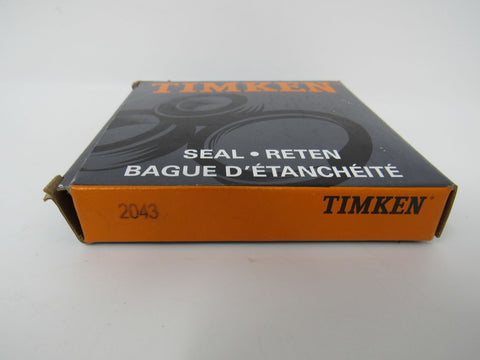 TIMKEN
SEAL • RETEN
BAGUE D'ÉTANCHÉITÉ
2043 TIMKEN